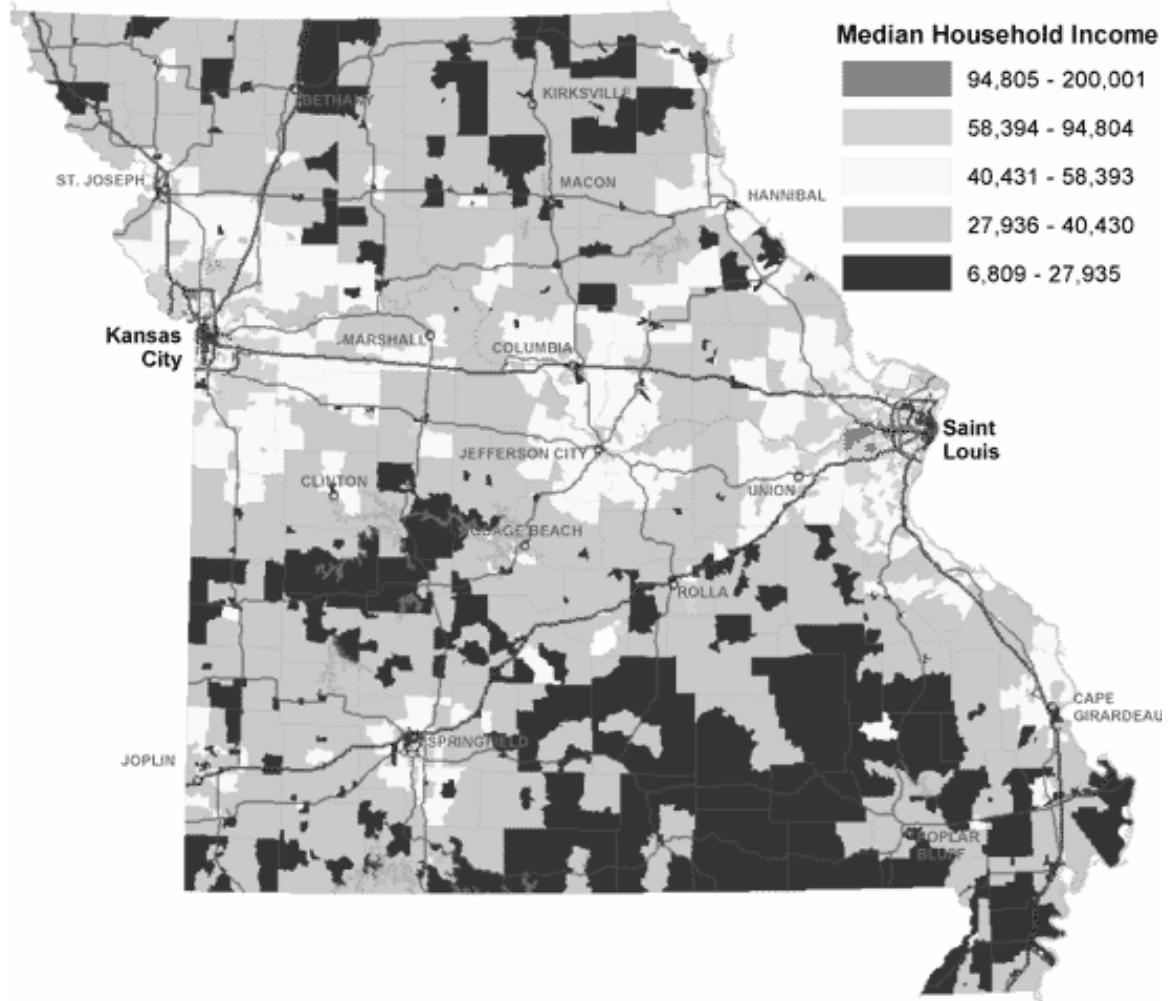 Median Household Income
94,805 - 200,001
58,394 - 94,804
40,431 - 58,393
27,936 - 40,430
6,809 - 27,935
BETHANY
KIRKSVILLE
ST. JOSEPH
MACON
HANNIBAL
Kansas
City
MARSHALL
COLUMBIA
Saint
Louis
JEFFERSON CITY
CLINTON
UNION
OSAGE BEACH
ROLLA
CAPE
GIRARDEAU
SPRINGFIELD
JOPLIN
POPLAR
BLUFF